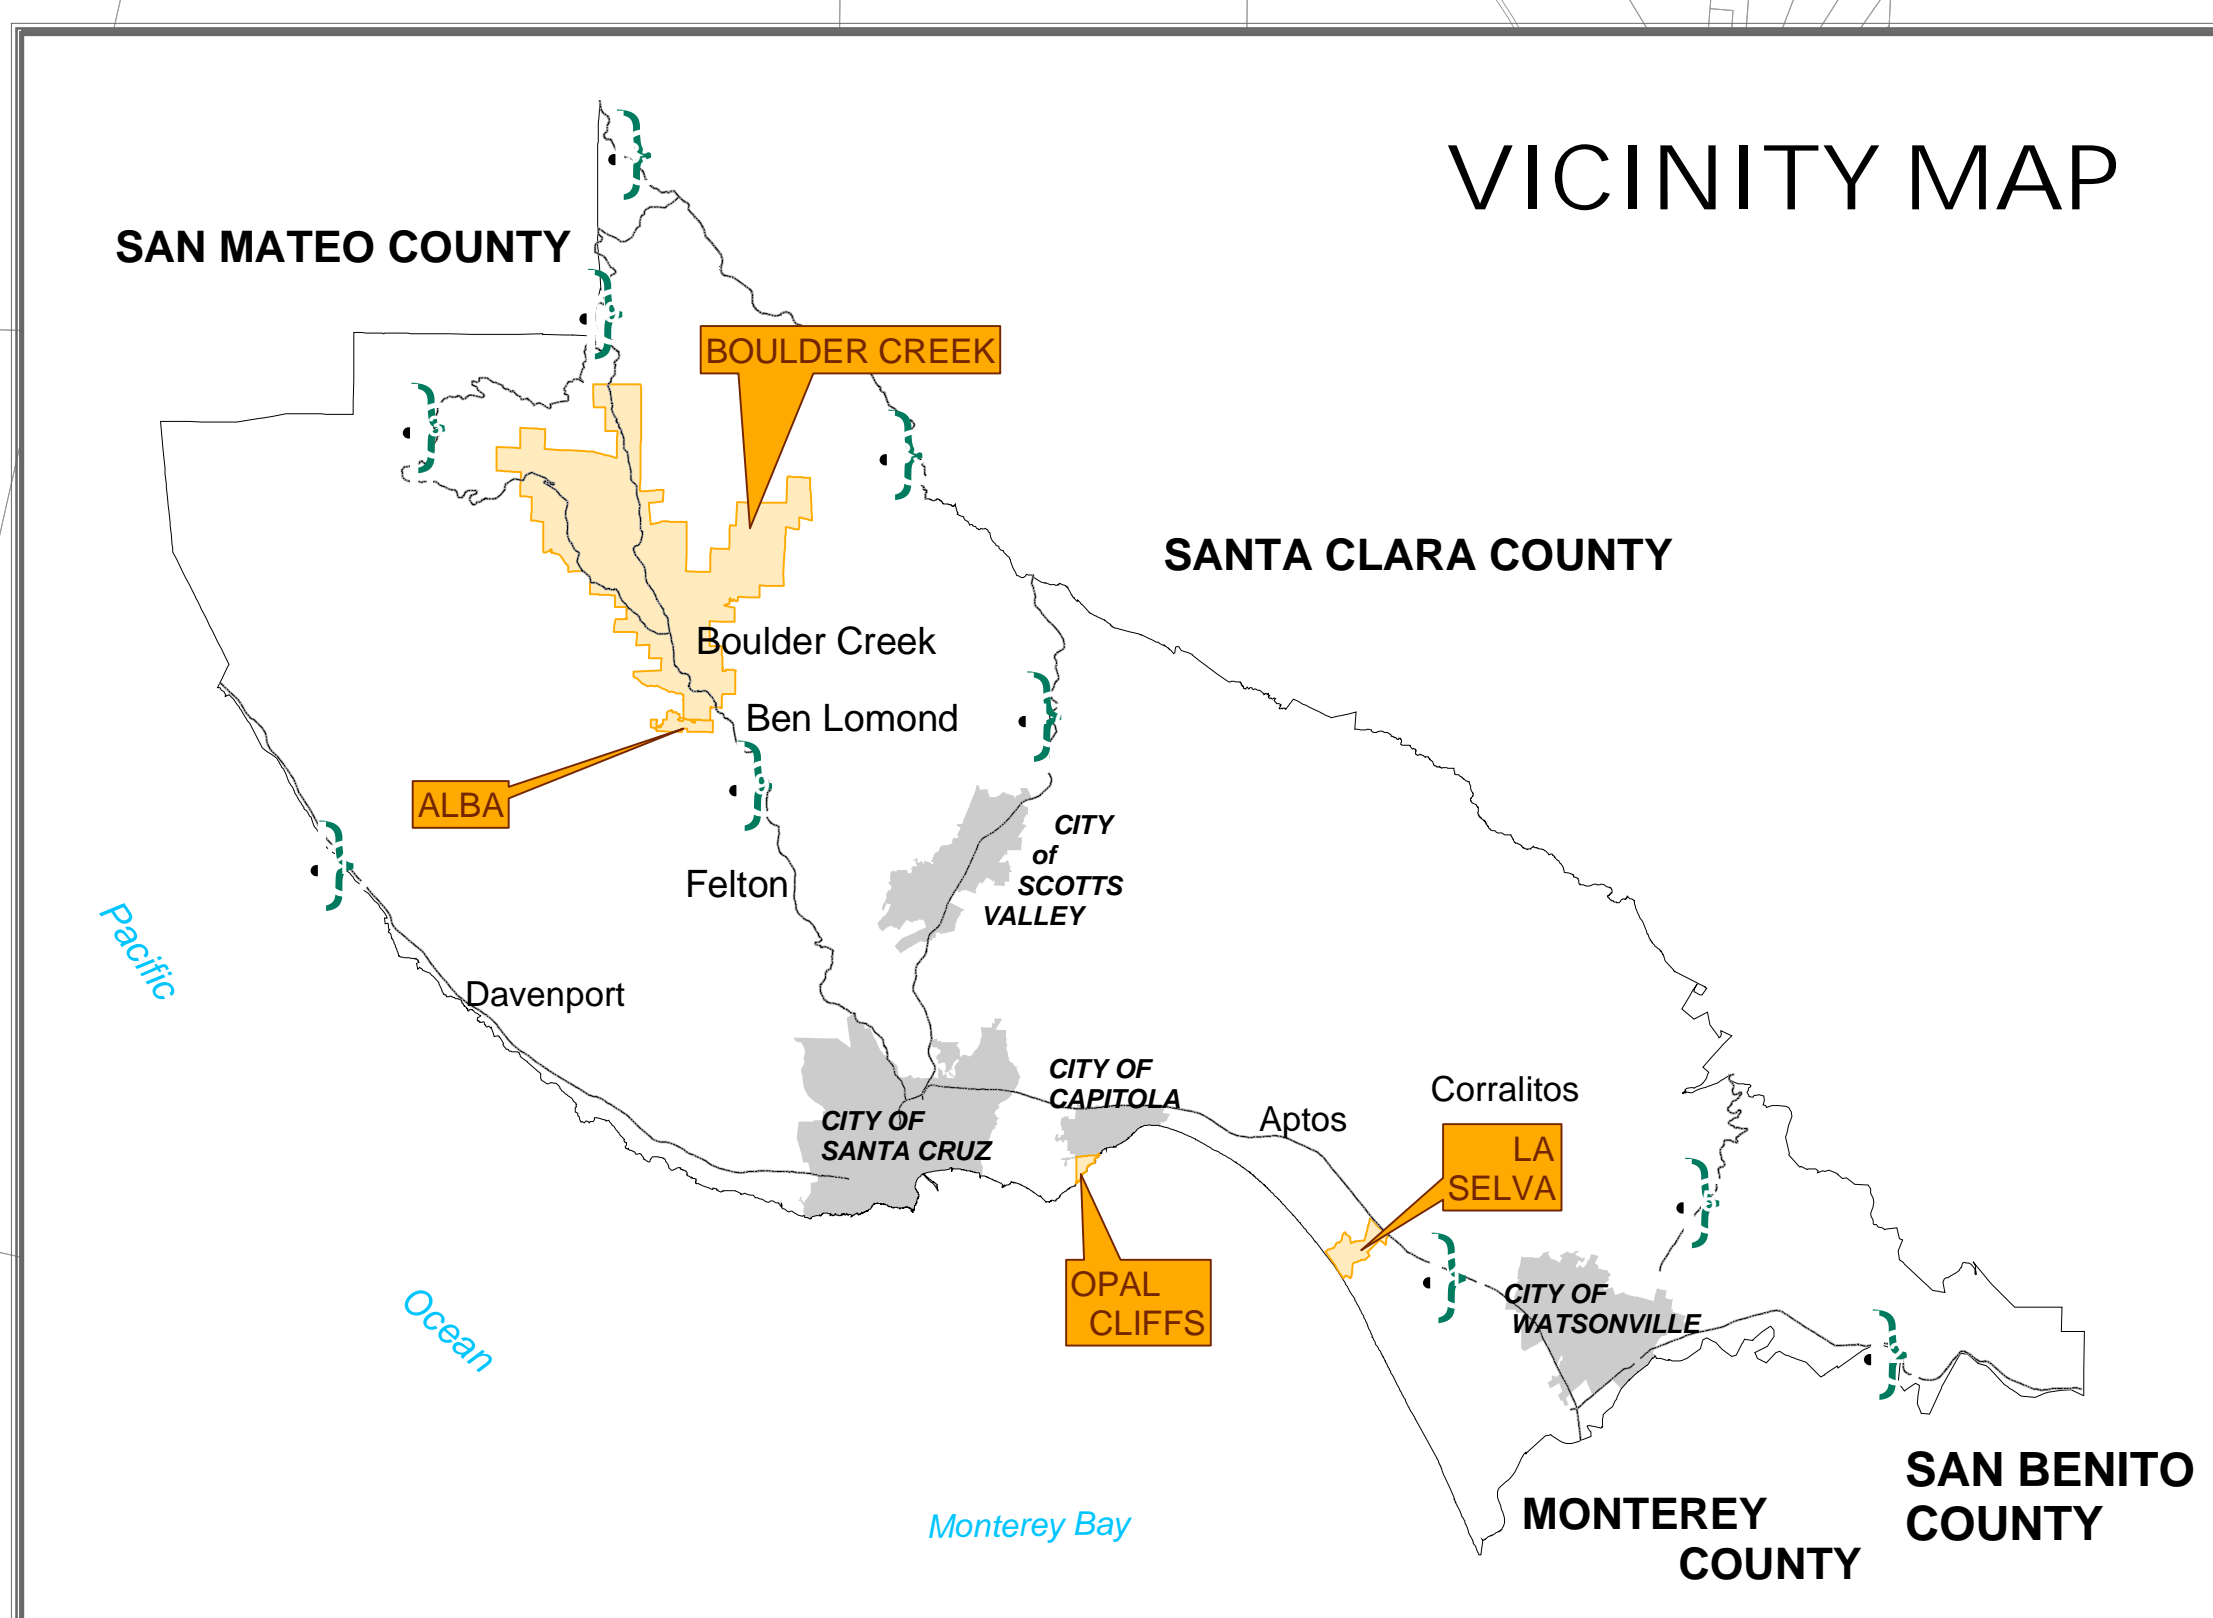 VICINITY MAP
SAN MATEO COUNTY
BOULDER CREEK
SANTA CLARA COUNTY
Boulder Creek
Ben Lomond
ALBA
CITY
of
SCOTTS
VALLEY
Felton
Pacific
Davenport
CITY OF
CAPITOLA
Corralitos
Aptos
CITY OF
SANTA CRUZ
LA
SELVA
OPAL
CLIFFS
CITY OF
WATSONVILLE
Ocean
SAN BENITO
COUNTY
MONTEREY
COUNTY
Monterey Bay